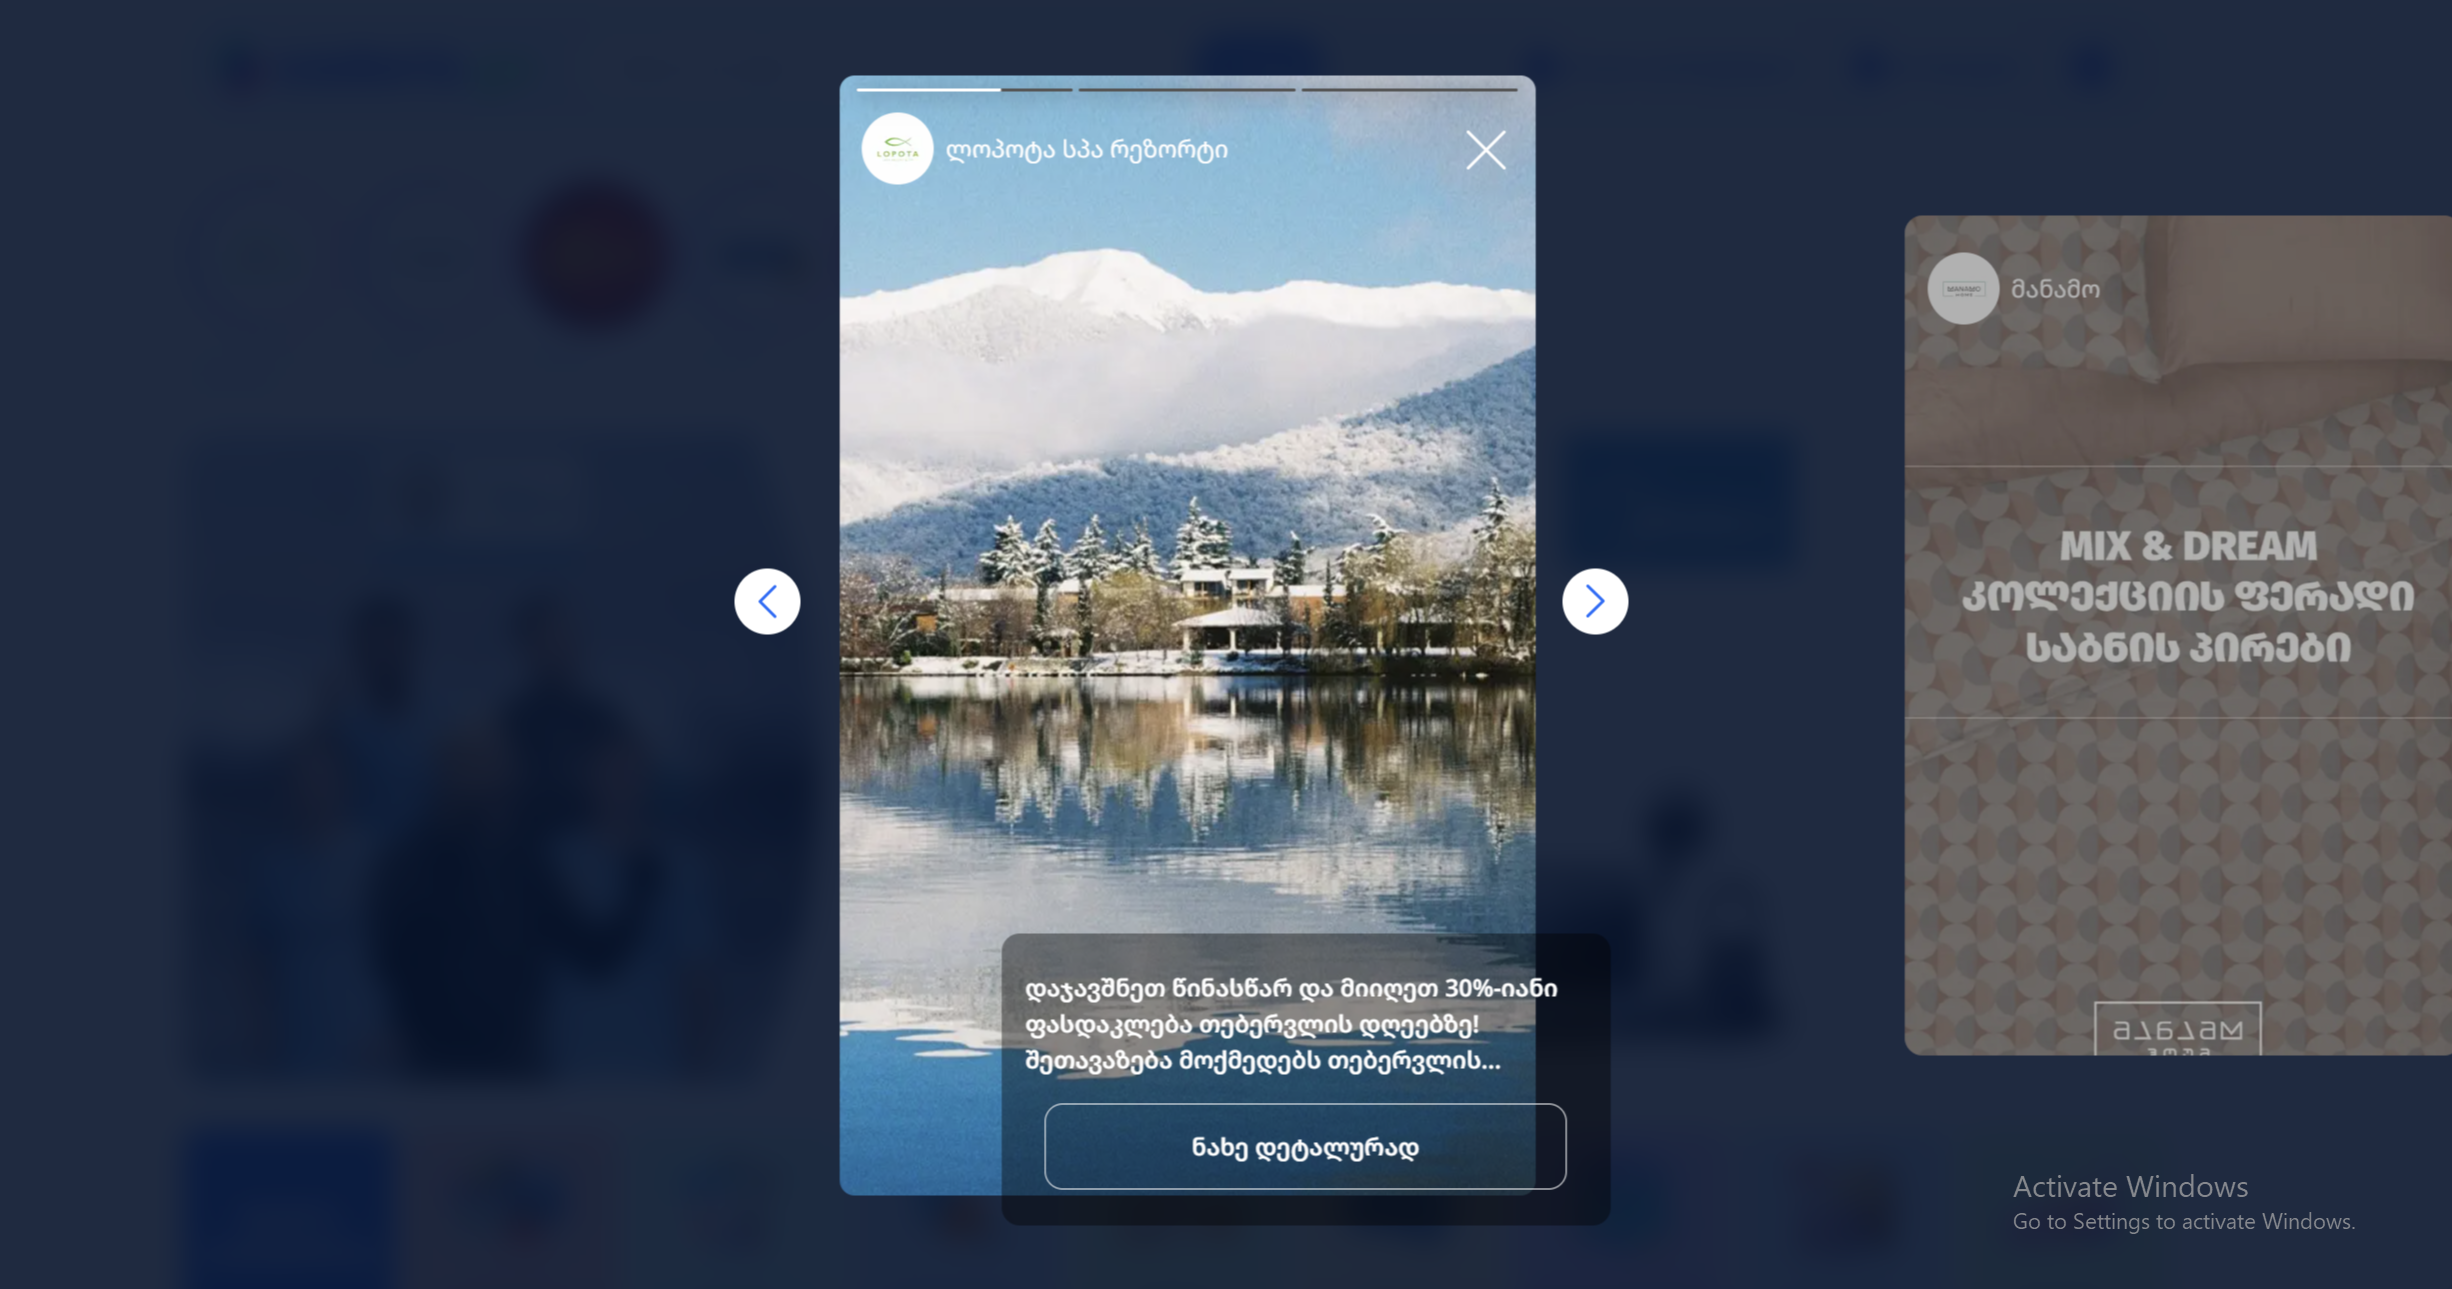 LOPOTA
ლოპოტა სპა რეზორტი
დაჯავშნეთ წინასწარ და მიიღეთ 30%-იანი
ფასდაკლება თებერვლის დღეებზე!
შეთავაზება მოქმედებს თებერვლის...
ნახე დეტალურად
MANAMO
მანამო
MIX & DREAM
კოლექციის ფერადი
საბნის პირები
მანამო
Activate Windows
Go to Settings to activate Windows.